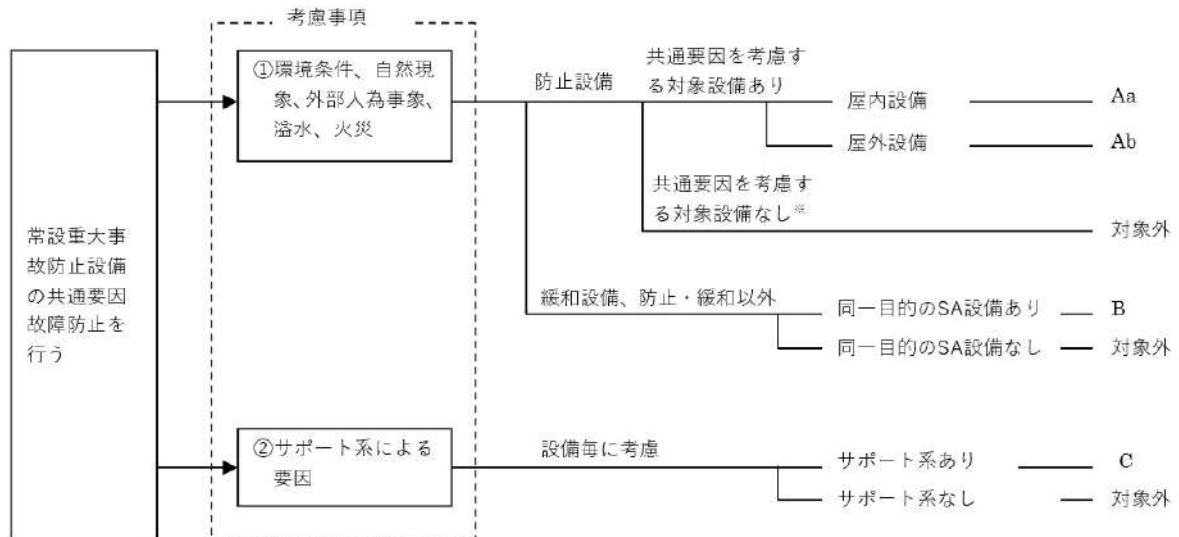 考慮事項
常設重大事
故防止設備
の共通要因
故障防止を
行う
①環境条件、自然現
象、外部人為事象、
溢水、火災
防止設備
共通要因を考慮す
る対象設備あり
屋内設備
Aa
屋外設備
Ab
共通要因を考慮す
る対象設備なし※
対象外
緩和設備、防止・緩和以外
同一目的のSA設備あり
B
同一目的のSA設備なし
対象外
②サポート系による
要因
設備毎に考慮
サポート系あり
C
サポート系なし
対象外